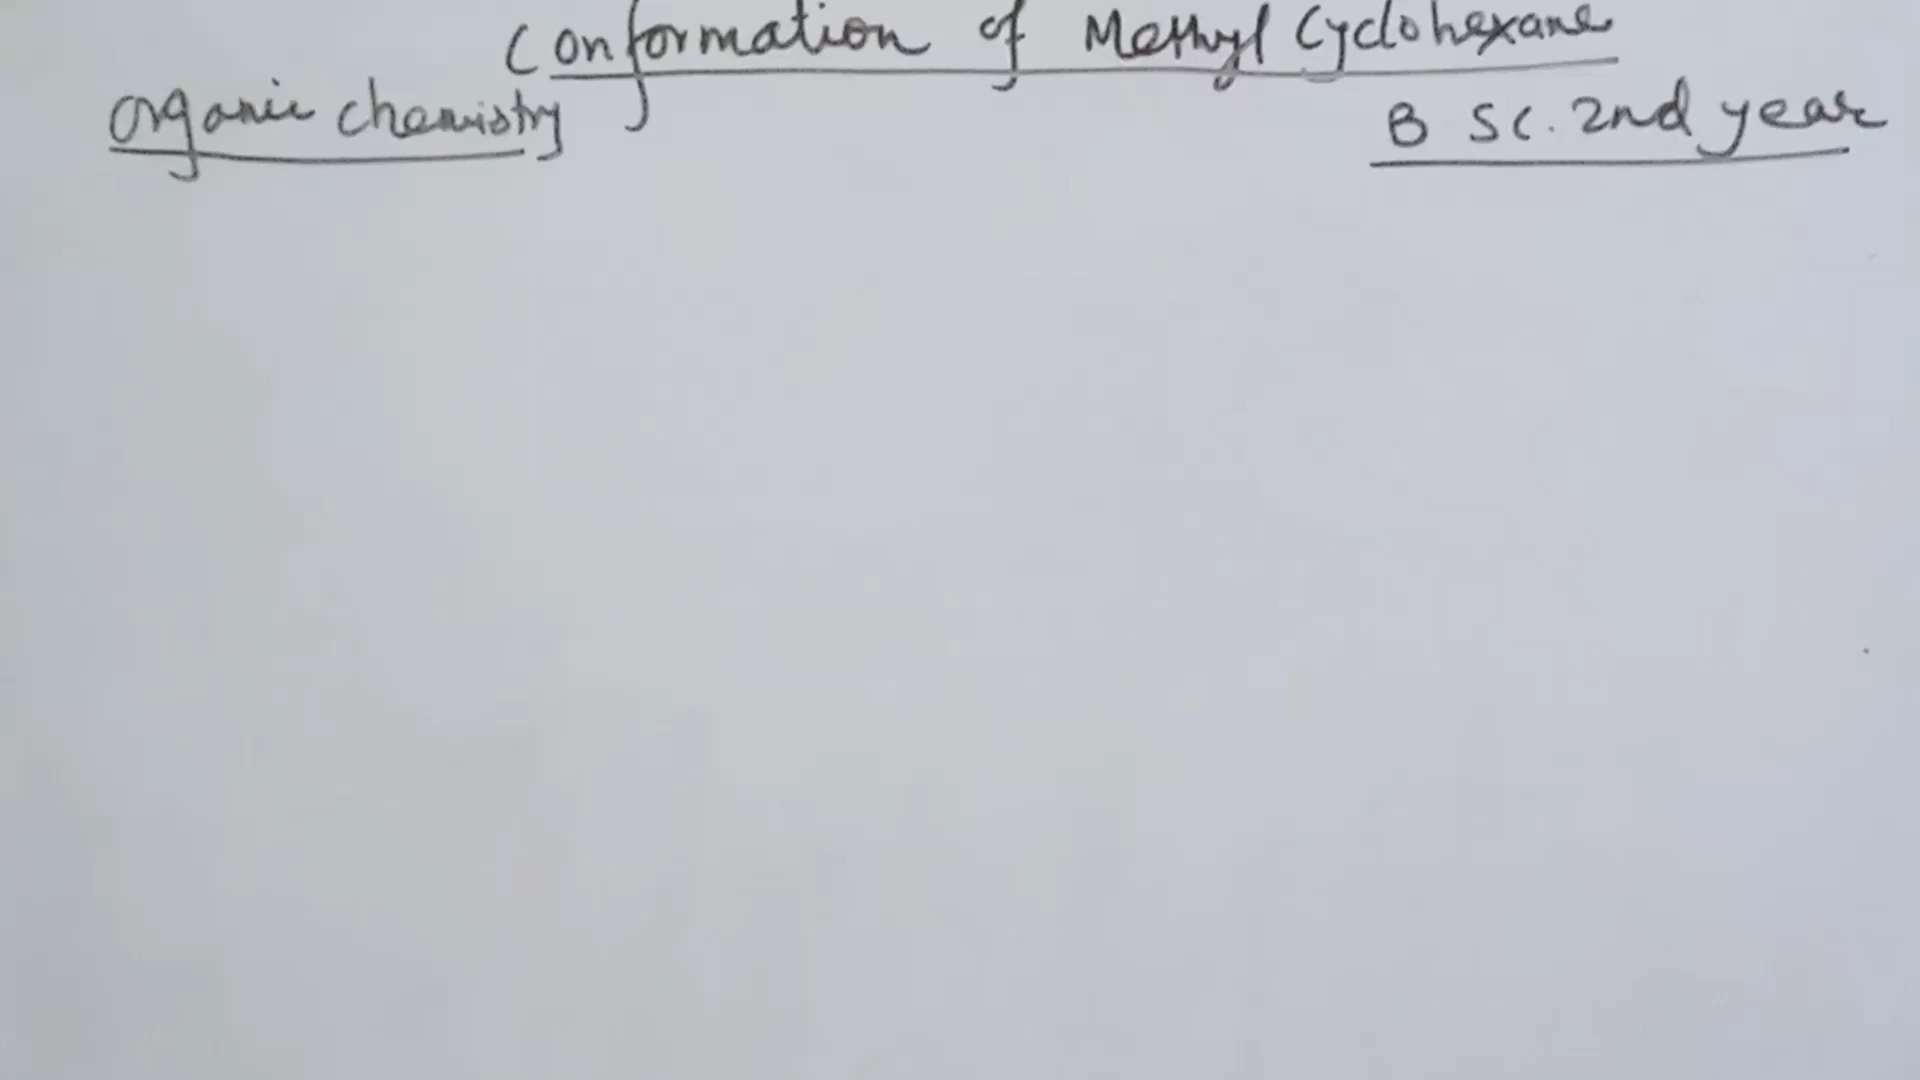 Conformation of Methyl Cyclohexane
Organic chemistry
B SC. 2nd year